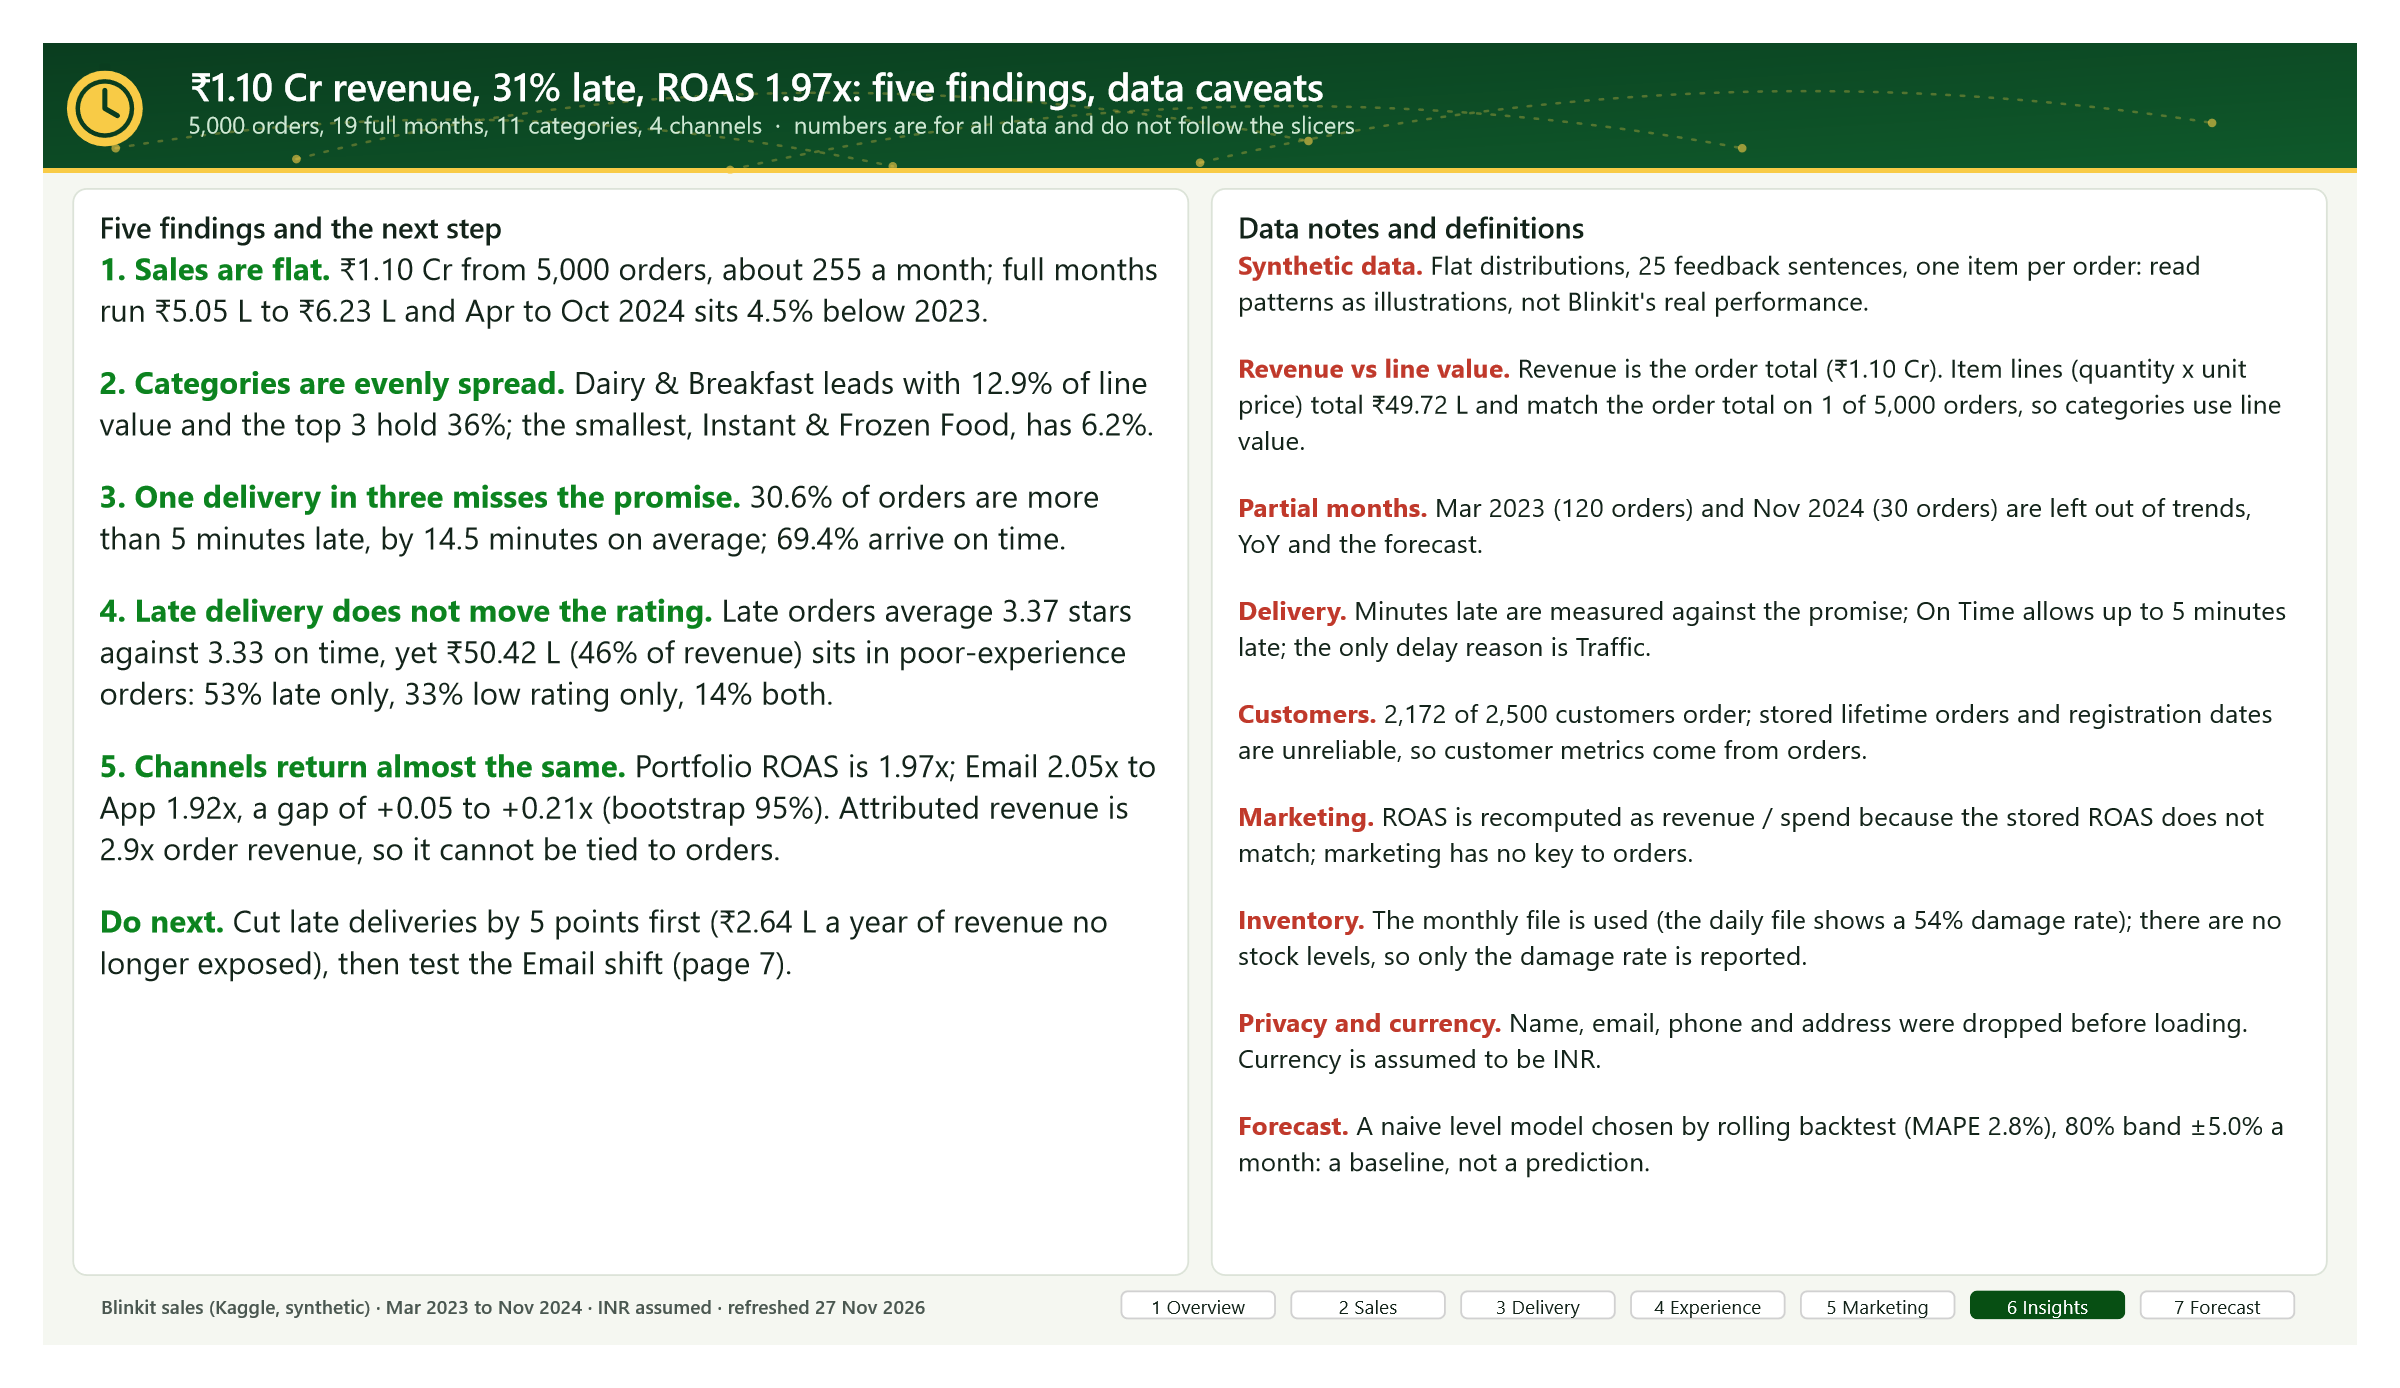 ₹1.10 Cr revenue, 31% late, ROAS 1.97x: five findings, data caveats
5,000 orders, 19 full months, 11 categories, 4 channels · numbers are for all data and do not follow the slicers
Five findings and the next step
1. Sales are flat. ₹1.10 Cr from 5,000 orders, about 255 a month; full months
run ₹5.05 L to ₹6.23 L and Apr to Oct 2024 sits 4.5% below 2023.
2. Categories are evenly spread. Dairy & Breakfast leads with 12.9% of line
value and the top 3 hold 36%; the smallest, Instant & Frozen Food, has 6.2%.
3. One delivery in three misses the promise. 30.6% of orders are more
than 5 minutes late, by 14.5 minutes on average; 69.4% arrive on time.
4. Late delivery does not move the rating. Late orders average 3.37 stars
against 3.33 on time, yet ₹50.42 L (46% of revenue) sits in poor-experience
orders: 53% late only, 33% low rating only, 14% both.
5. Channels return almost the same. Portfolio ROAS is 1.97x; Email 2.05x to
App 1.92x, a gap of +0.05 to +0.21x (bootstrap 95%). Attributed revenue is
2.9x order revenue, so it cannot be tied to orders.
Do next. Cut late deliveries by 5 points first (₹2.64 L a year of revenue no
longer exposed), then test the Email shift (page 7).
Data notes and definitions
Synthetic data. Flat distributions, 25 feedback sentences, one item per order: read
patterns as illustrations, not Blinkit's real performance.
Revenue vs line value. Revenue is the order total (₹1.10 Cr). Item lines (quantity x unit
price) total ₹49.72 L and match the order total on 1 of 5,000 orders, so categories use line
value.
Partial months. Mar 2023 (120 orders) and Nov 2024 (30 orders) are left out of trends,
YoY and the forecast.
Delivery. Minutes late are measured against the promise; On Time allows up to 5 minutes
late; the only delay reason is Traffic.
Customers. 2,172 of 2,500 customers order; stored lifetime orders and registration dates
are unreliable, so customer metrics come from orders.
Marketing. ROAS is recomputed as revenue / spend because the stored ROAS does not
match; marketing has no key to orders.
Inventory. The monthly file is used (the daily file shows a 54% damage rate); there are no
stock levels, so only the damage rate is reported.
Privacy and currency. Name, email, phone and address were dropped before loading.
Currency is assumed to be INR.
Forecast. A naive level model chosen by rolling backtest (MAPE 2.8%), 80% band ±5.0% a
month: a baseline, not a prediction.
Blinkit sales (Kaggle, synthetic) · Mar 2023 to Nov 2024 · INR assumed · refreshed 27 Nov 2026
1 Overview
2 Sales
3 Delivery
4 Experience
5 Marketing
6 Insights
7 Forecast